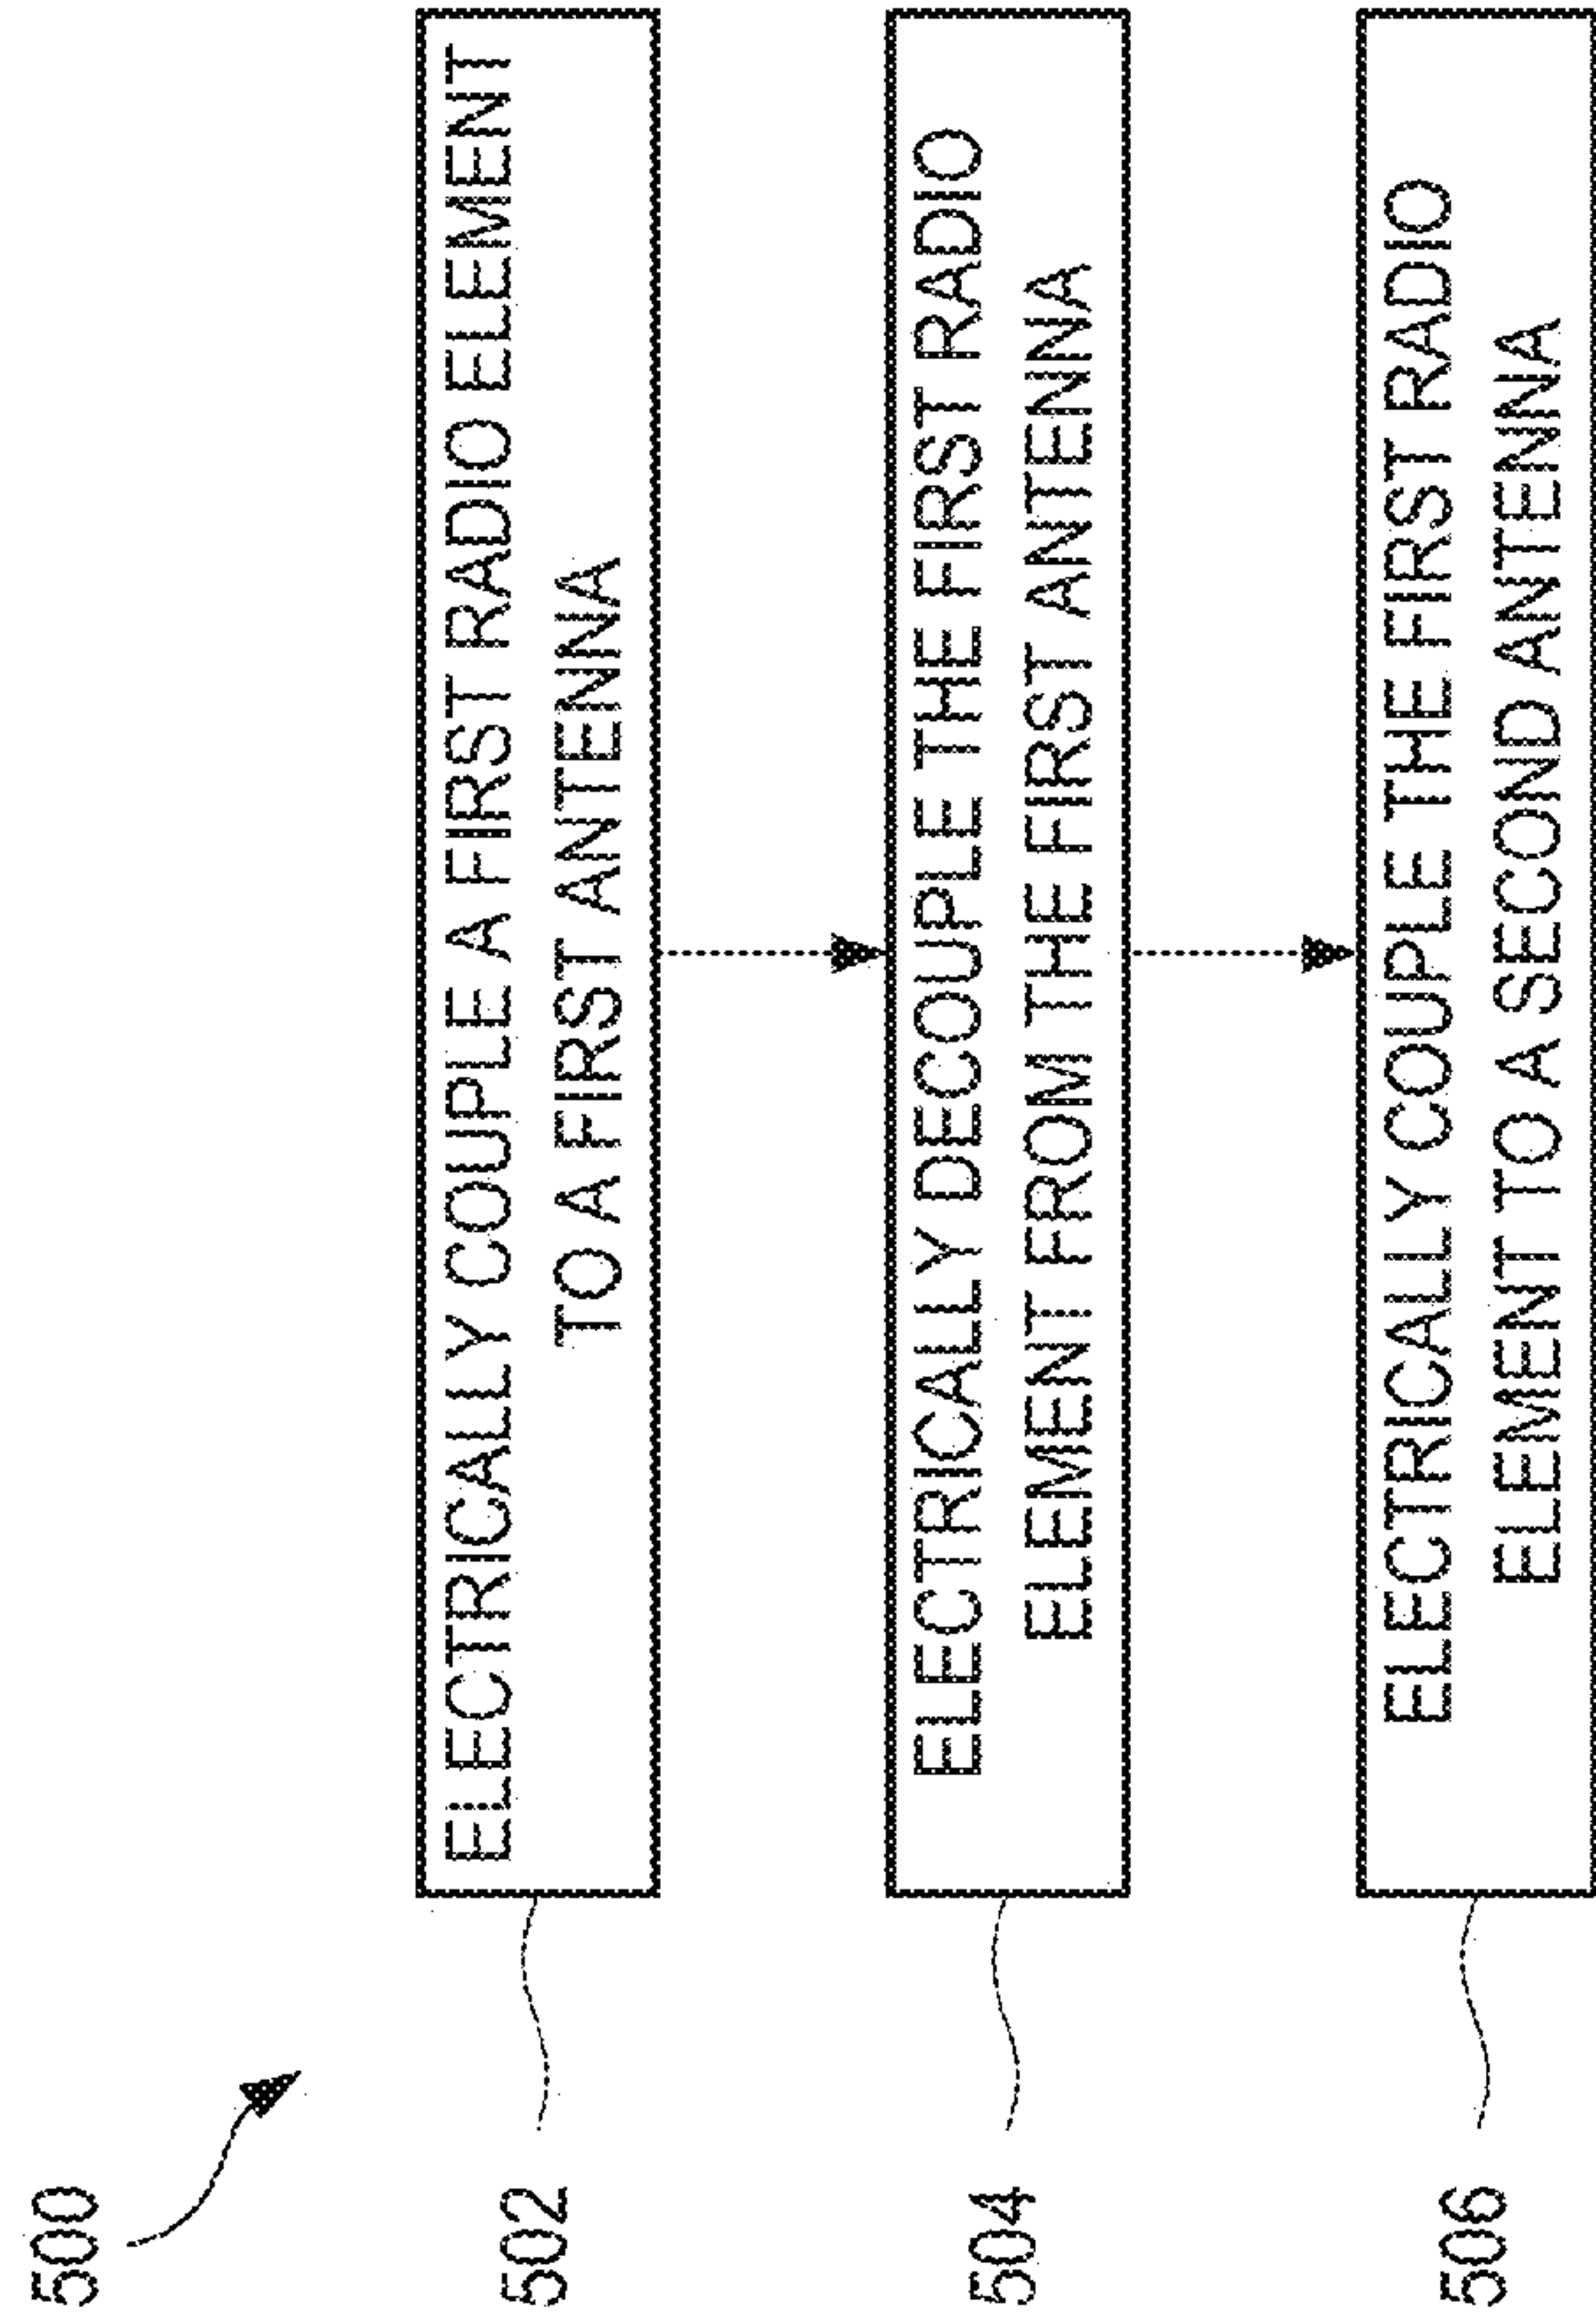 500
502
ELECTRICALLY COUPLE A FIRST RADIO ELEMENT
TO A FIRST ANTENNA
504
ELECTRICALLY DECOUPLE THE FIRST RADIO
ELEMENT FROM THE FIRST ANTENNA
506
ELECTRICALLY COUPLE THE FIRST RADIO
ELEMENT TO A SECOND ANTENNA